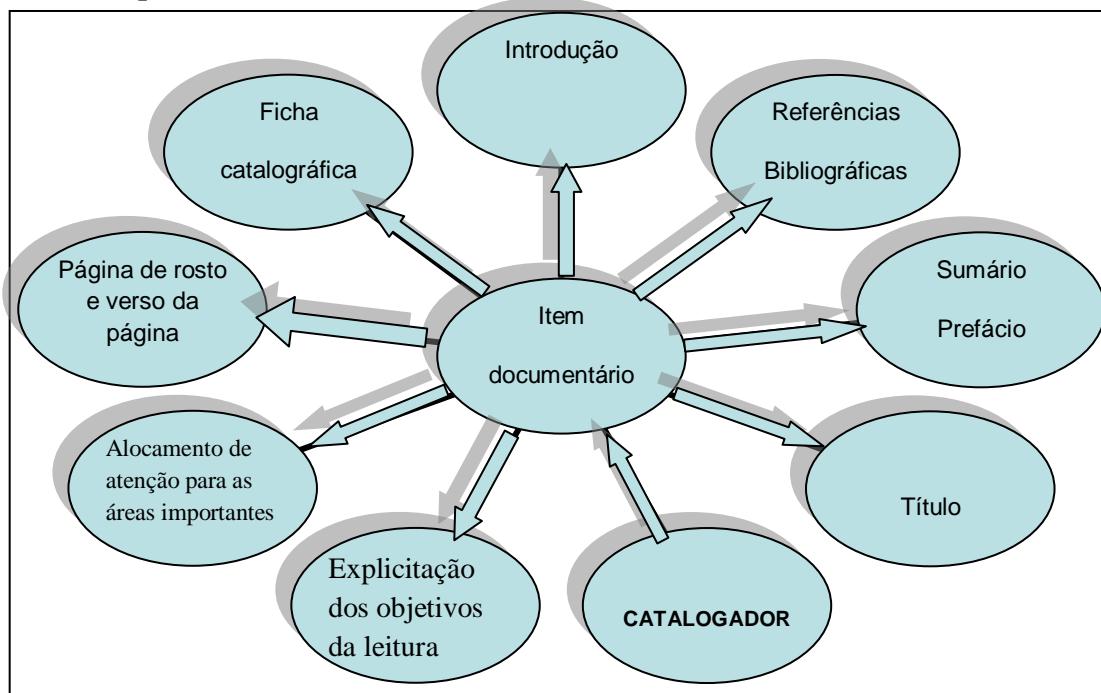 Introdução
Ficha
catalográfica
Referências
Bibliográficas
Página de rosto
e verso da
página
Item
documentário
Sumário
Prefácio
Alocamento de
atenção para as
áreas importantes
Título
Explicitação
dos objetivos
da leitura
CATALOGADOR